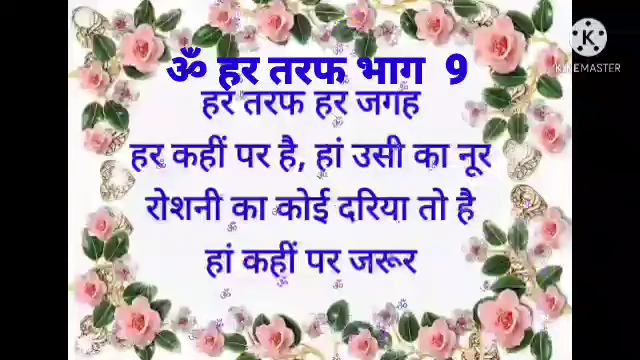 ॐ हर तरफ भाग 9
हर तरफ हर जगह
हर कहीं पर है, हां उसी का नूर
रोशनी का कोई दरिया तो है
हां कहीं पर जरूर
K
KINEMASTER